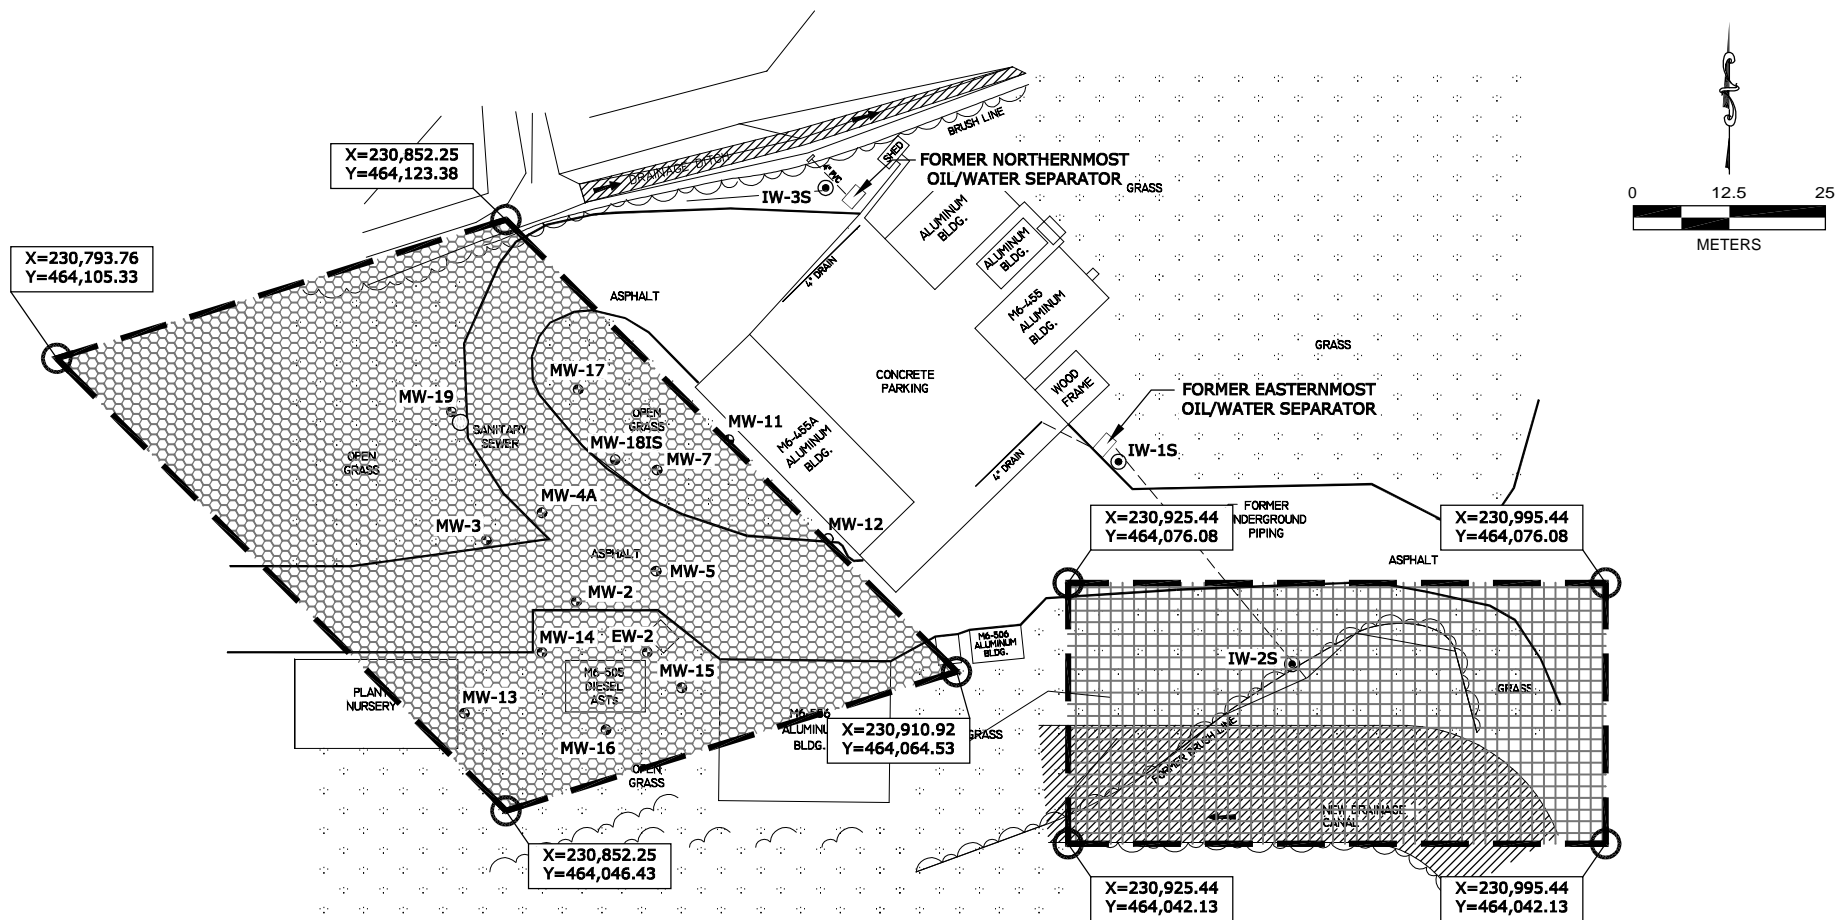 X=230,852.25
Y=464,123.38
X=230,793.76
Y=464,105.33
DRAINAGE DITCH
BRUSH LINE
SHED
4" PVC
IW-3S
FORMER NORTHERNMOST
OIL/WATER SEPARATOR
GRASS
0 12.5 25
METERS
ALUMINUM
BLDG.
ALUMINUM
BLDG.
4" DRAIN
ASPHALT
M6-455
ALUMINUM
BLDG.
GRASS
CONCRETE
PARKING
WOOD
FRAME
FORMER EASTERNMOST
OIL/WATER SEPARATOR
MW-17
MW-19
OPEN
GRASS
SANITARY
SEWER
MW-11
M6-455A
ALUMINUM
BLDG.
MW-18IS
MW-7
OPEN
GRASS
IW-1S
4" DRAIN
MW-4A
MW-3
MW-12
FORMER
UNDERGROUND
PIPING
X=230,925.44
Y=464,076.08
X=230,995.44
Y=464,076.08
ASPHALT
ASPHALT
MW-5
MW-2
MW-14
EW-2
M6-506
ALUMINUM
BLDG.
IW-2S
MW-15
M6-505
DIESEL
ASTs
PLANT
NURSERY
MW-13
GRASS
M6-506
ALUMINUM
BLDG.
X=230,910.92
Y=464,064.53
GRASS
MW-16
OPEN
GRASS
FORMER BRUSH LINE
NEW DRAINAGE
CANAL
X=230,852.25
Y=464,046.43
X=230,925.44
Y=464,042.13
X=230,995.44
Y=464,042.13